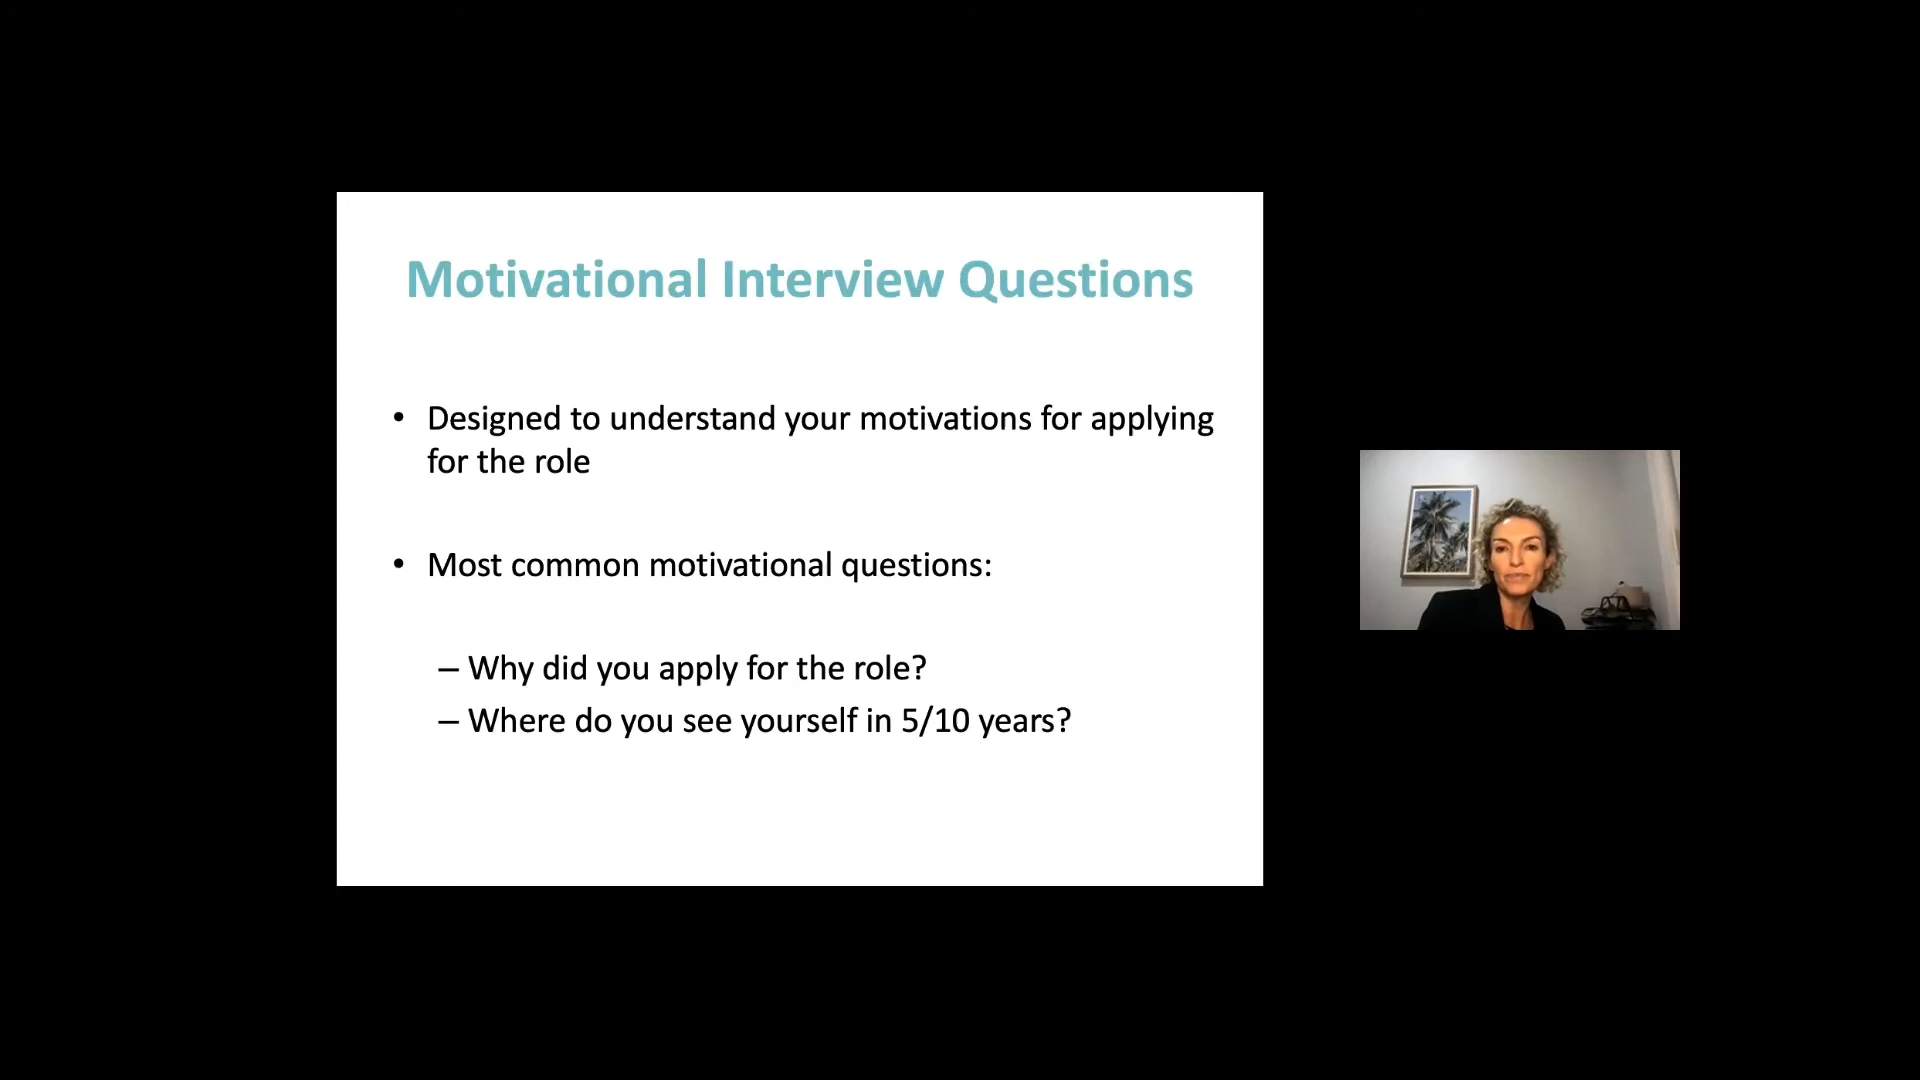 Motivational Interview Questions
• Designed to understand your motivations for applying
for the role
• Most common motivational questions:
– Why did you apply for the role?
– Where do you see yourself in 5/10 years?